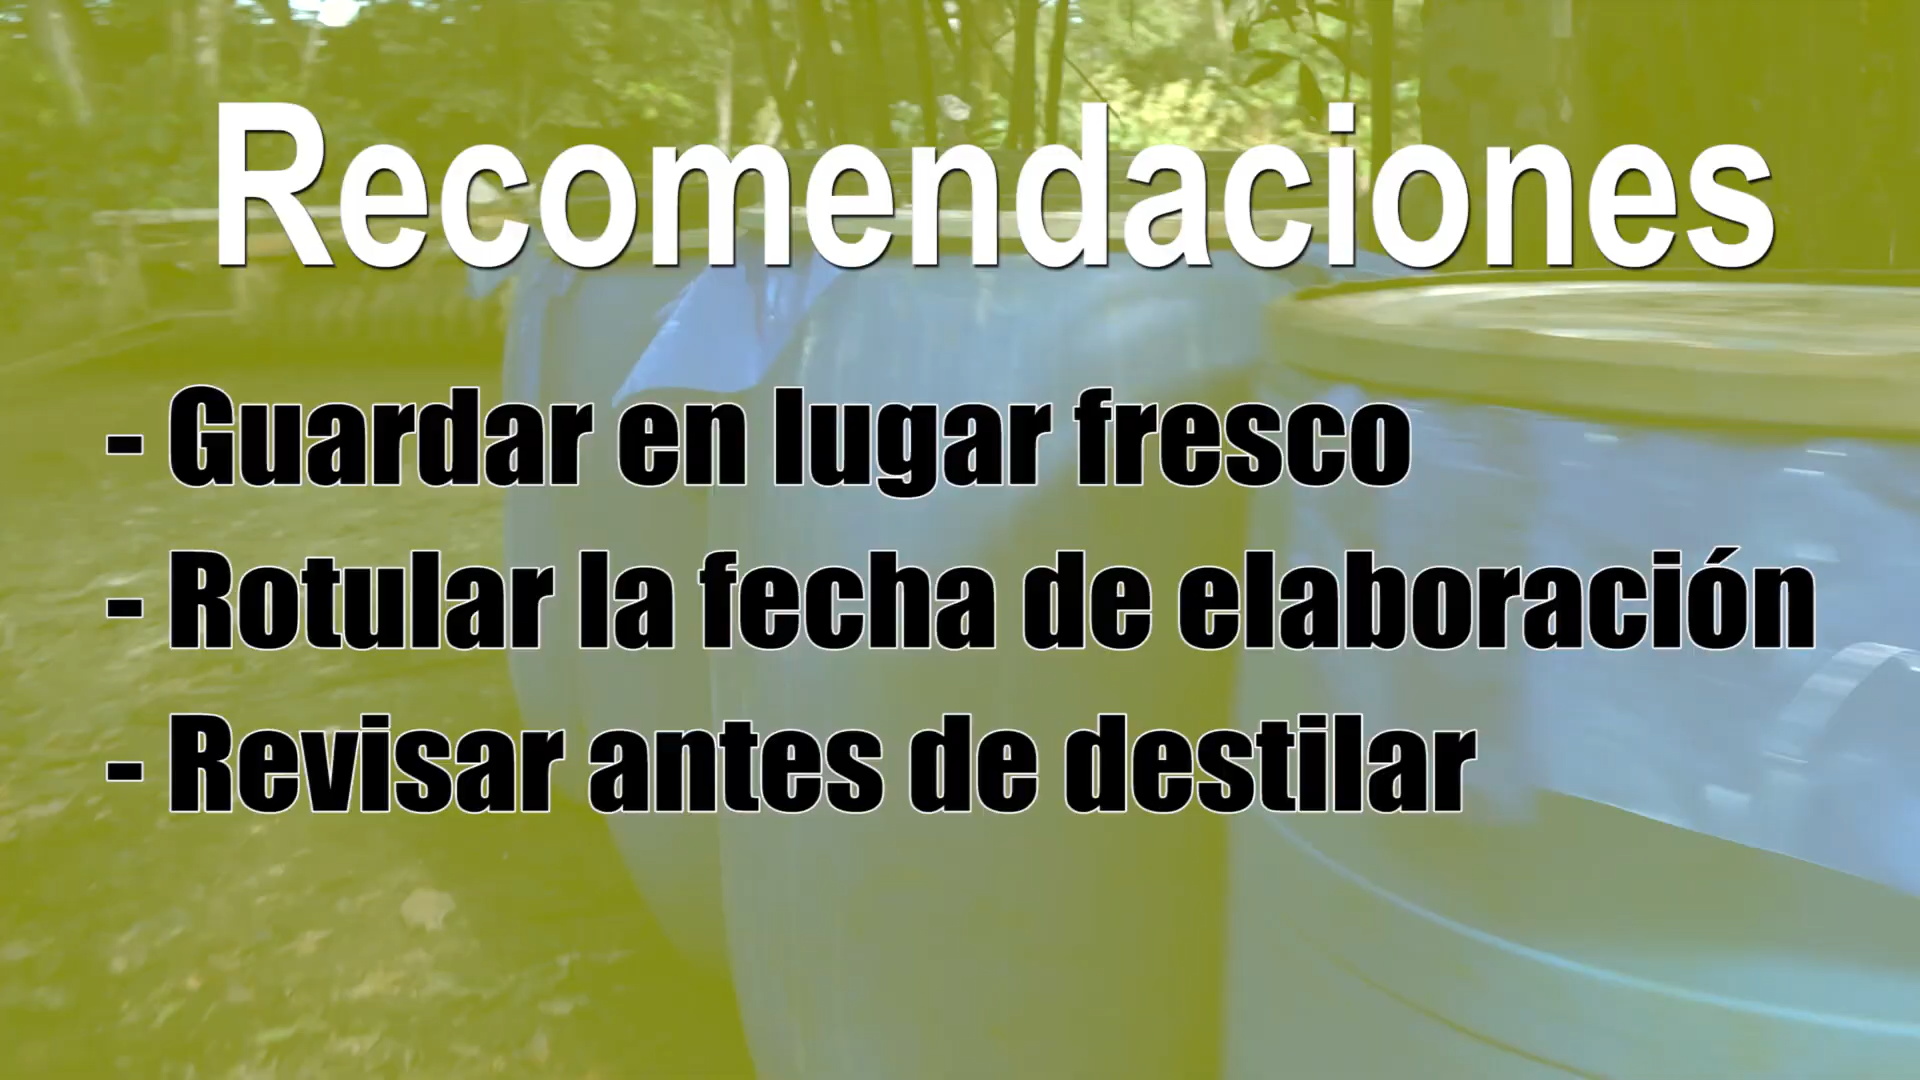 Recomendaciones
- Guardar en lugar fresco
- Rotular la fecha de elaboración
- Revisar antes de destilar